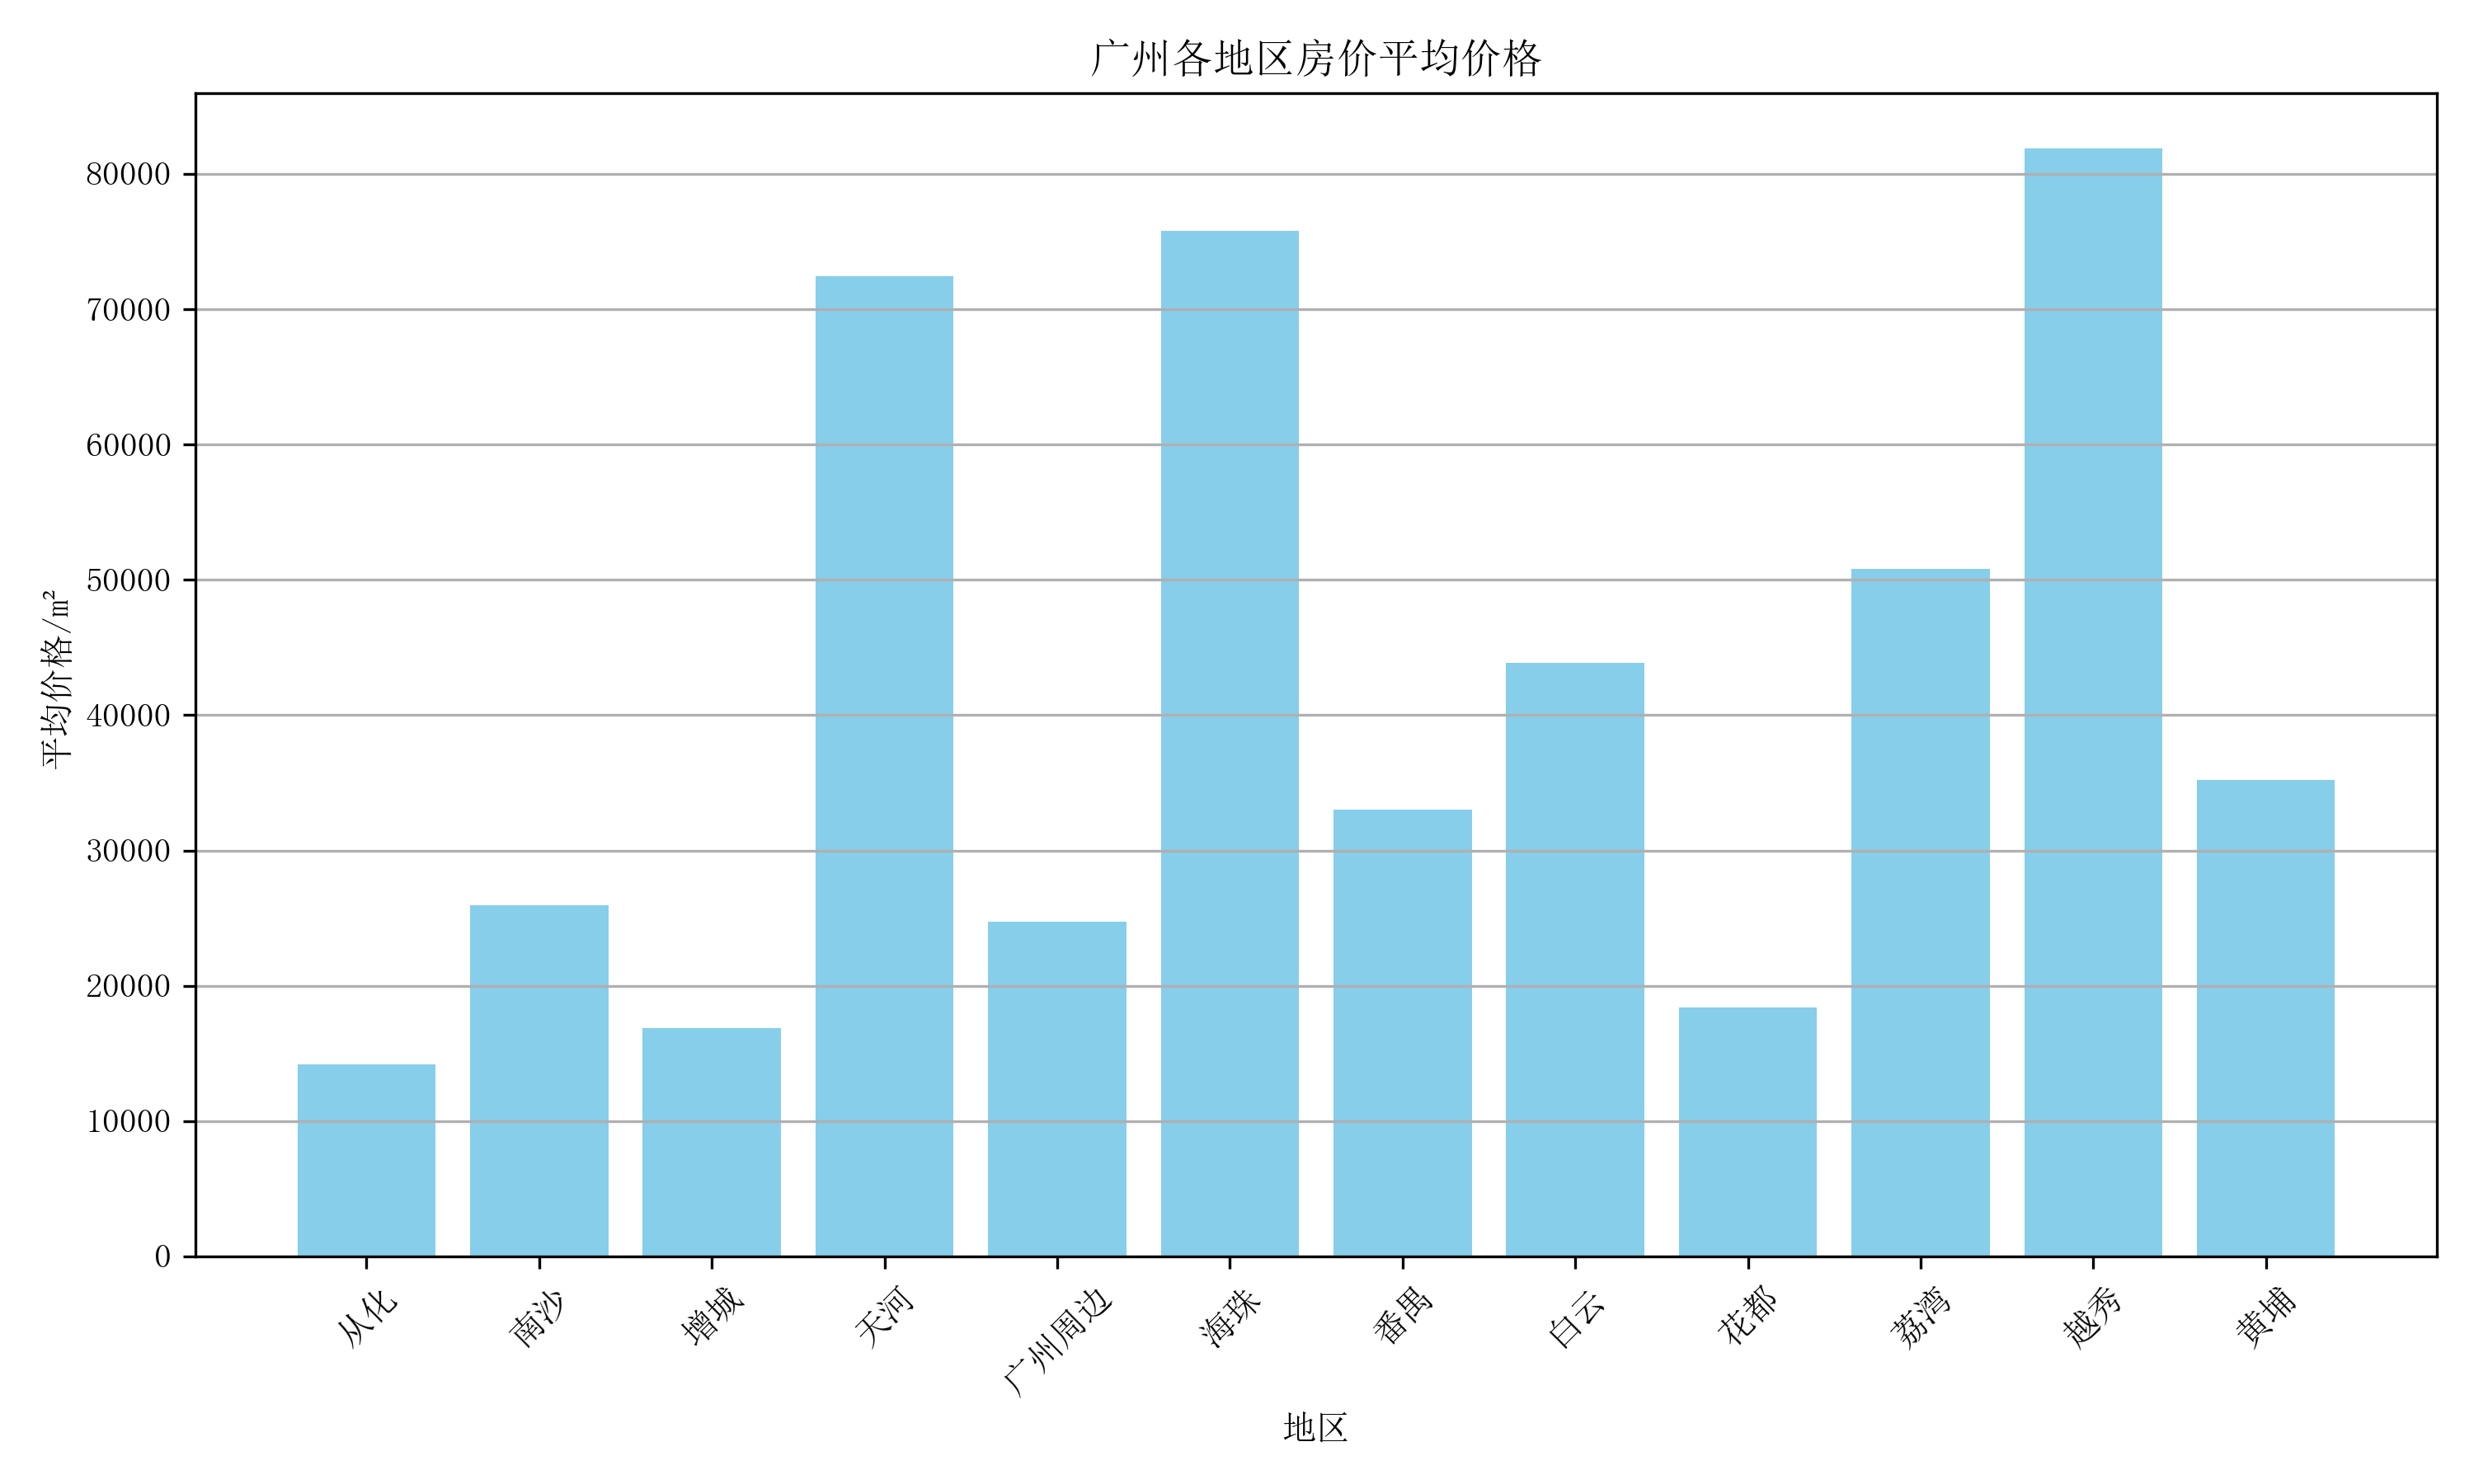 广州各地区房价平均价格
平均价格/m²
80000
70000
60000
50000
40000
30000
20000
10000
0
从化
南沙
增城
天河
广州周边
海珠
番禺
白云
花都
荔湾
越秀
黄埔
地区